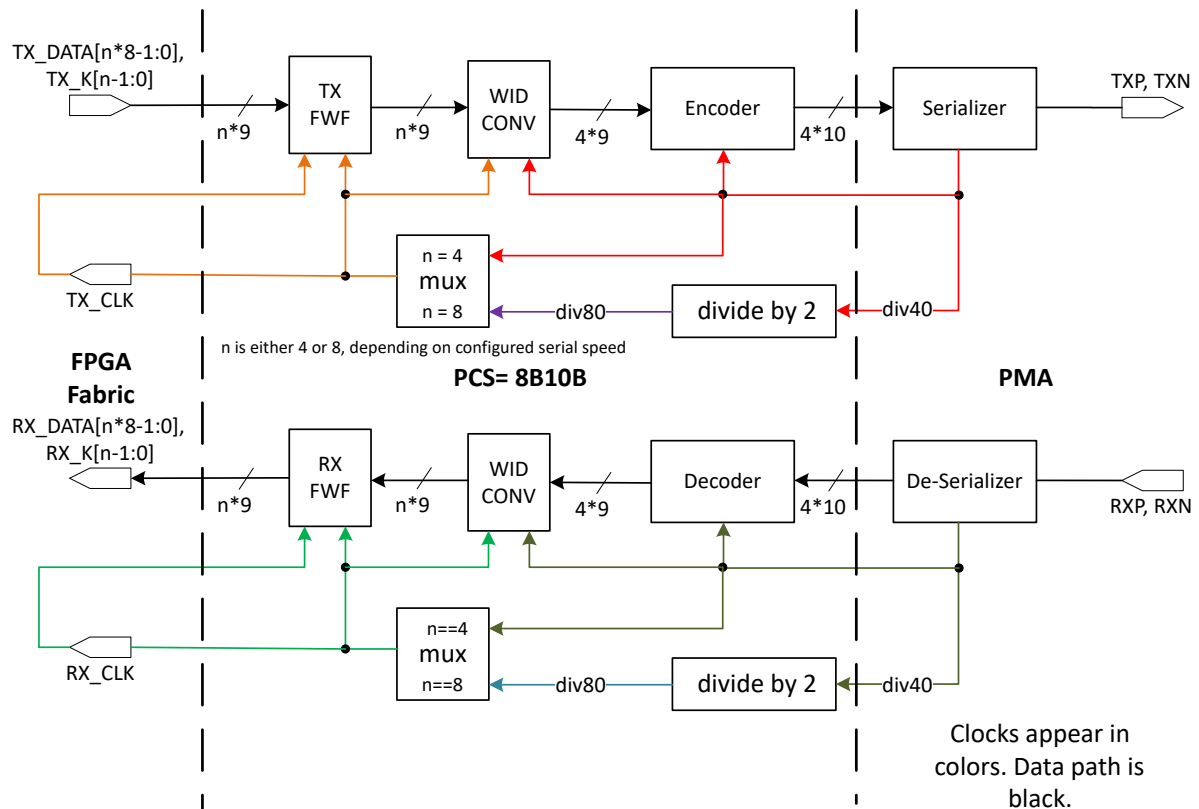 TX_DATA[n*8-1:0],
TX_K[n-1:0]
n*9
TX
FWF
n*9
WID
CONV
4*9
Encoder
4*10
Serializer
TXP, TXN
TX_CLK
n = 4
mux
n = 8
div80
divide by 2
div40
n is either 4 or 8, depending on configured serial speed
FPGA
Fabric
PCS= 8B10B
PMA
RX_DATA[n*8-1:0],
RX_K[n-1:0]
n*9
RX
FWF
n*9
WID
CONV
4*9
Decoder
4*10
De-Serializer
RXP, RXN
RX_CLK
n==4
mux
n==8
div80
divide by 2
div40
Clocks appear in
colors. Data path is
black.